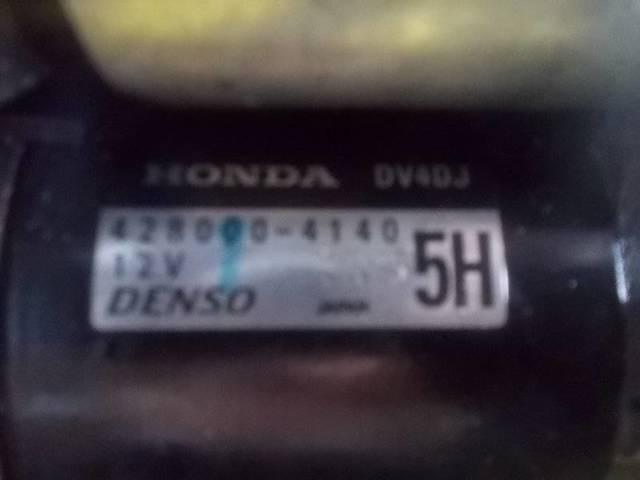 HONDA DV4DJ
428000-4140
12V
5H
DENSO JAPAN